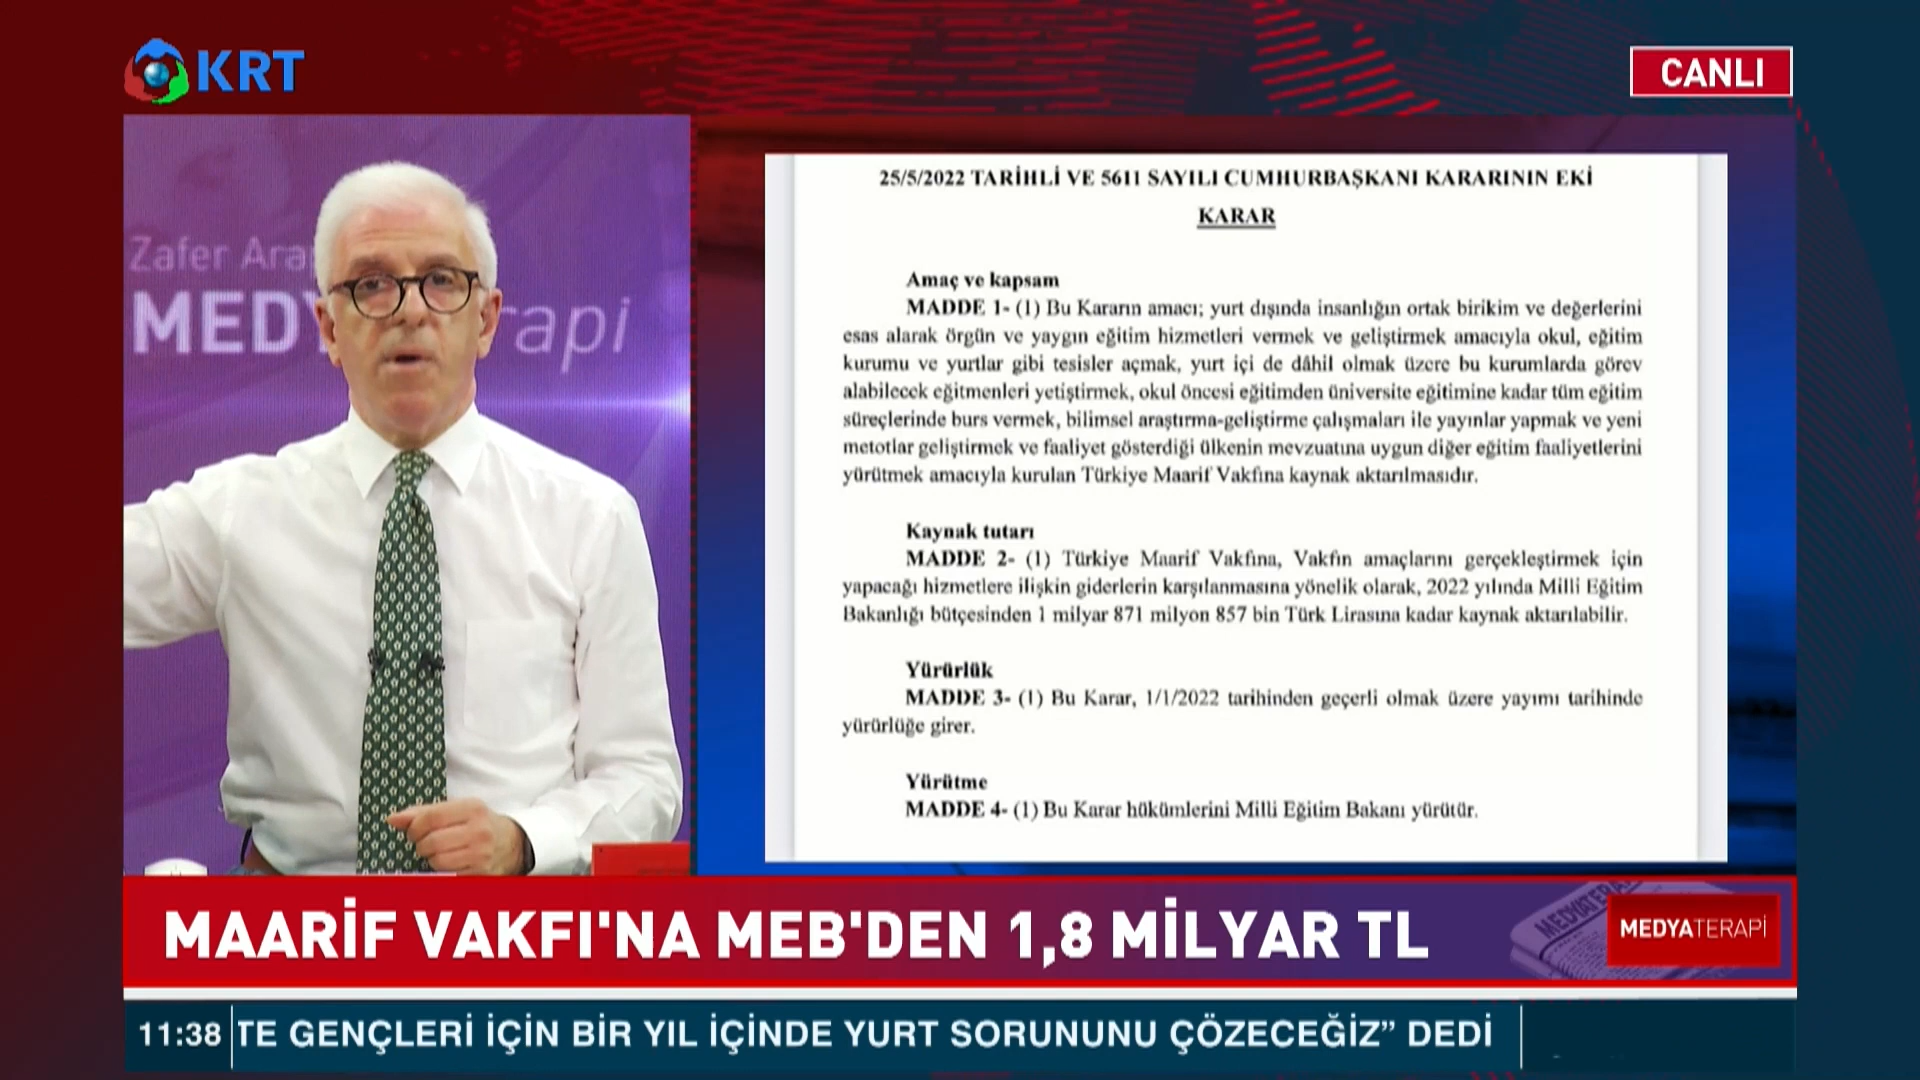 KRT
CANLI
Zafer Ara
MED rapi
25/5/2022 TARİHLİ VE 5611 SAYILI CUMHURBAŞKANI KARARININ EKİ
KARAR
Amaç ve kapsam
MADDE 1- (1) Bu Kararın amacı; yurt dışında insanlığın ortak birikim ve değerlerini
esas alarak örgün ve yaygın eğitim hizmetleri vermek ve geliştirmek amacıyla okul, eğitim
kurumu ve yurtlar gibi tesisler açmak, yurt içi de dâhil olmak üzere bu kurumlarda görev
alabilecek eğitmenleri yetiştirmek, okul öncesi eğitimden üniversite eğitimine kadar tüm eğitim
süreçlerinde burs vermek, bilimsel araştırma-geliştirme çalışmaları ile yayınlar yapmak ve yeni
metotlar geliştirmek ve faaliyet gösterdiği ülkenin mevzuatına uygun diğer eğitim faaliyetlerini
yürütmek amacıyla kurulan Türkiye Maarif Vakfına kaynak aktarılmasıdır.
Kaynak tutarı
MADDE 2- (1) Türkiye Maarif Vakfına, Vakfın amaçlarını gerçekleştirmek için
yapacağı hizmetlere ilişkin giderlerin karşılanmasına yönelik olarak, 2022 yılında Milli Eğitim
Bakanlığı bütçesinden 1 milyar 871 milyon 857 bin Türk Lirasına kadar kaynak aktarılabilir.
Yürürlük
MADDE 3- (1) Bu Karar, 1/1/2022 tarihinden geçerli olmak üzere yayımı tarihinde
yürürlüğe girer.
Yürütme
MADDE 4- (1) Bu Karar hükümlerini Milli Eğitim Bakanı yürütür.
MAARİF VAKFI'NA MEB'DEN 1,8 MİLYAR TL
MEDYATERA
MEDYATERAPİ
11:38 TE GENÇLERİ İÇİN BİR YIL İÇİNDE YURT SORUNUNU ÇÖZECEĞİZ” DEDİ